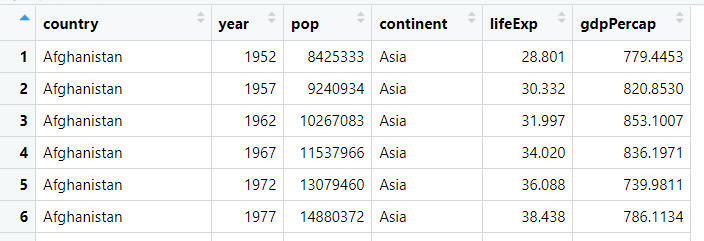 country year pop continent lifeExp gdpPercap
1 Afghanistan 1952 8425333 Asia 28.801 779.4453
2 Afghanistan 1957 9240934 Asia 30.332 820.8530
3 Afghanistan 1962 10267083 Asia 31.997 853.1007
4 Afghanistan 1967 11537966 Asia 34.020 836.1971
5 Afghanistan 1972 13079460 Asia 36.088 739.9811
6 Afghanistan 1977 14880372 Asia 38.438 786.1134